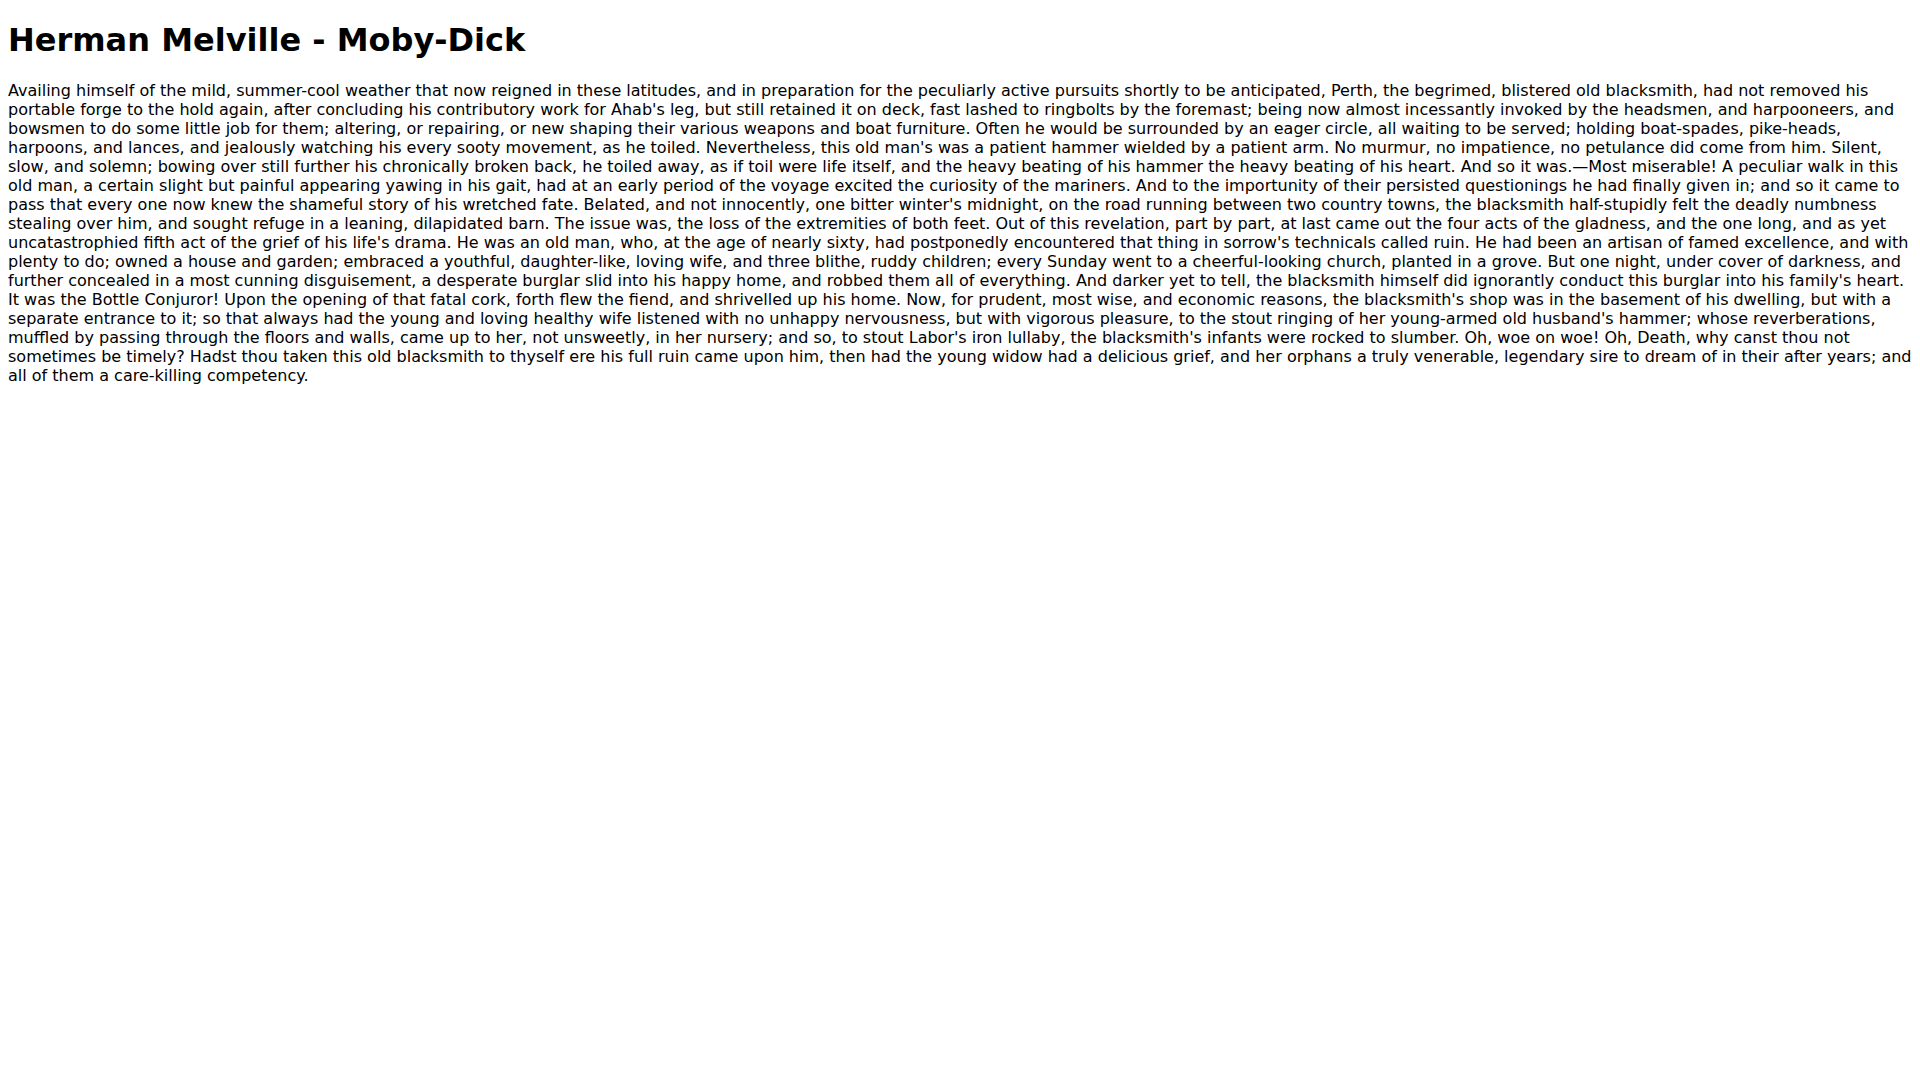 Herman Melville - Moby-Dick
Availing himself of the mild, summer-cool weather that now reigned in these latitudes, and in preparation for the peculiarly active pursuits shortly to be anticipated, Perth, the begrimed, blistered old blacksmith, had not removed his
portable forge to the hold again, after concluding his contributory work for Ahab's leg, but still retained it on deck, fast lashed to ringbolts by the foremast; being now almost incessantly invoked by the headsmen, and harpooneers, and
bowsmen to do some little job for them; altering, or repairing, or new shaping their various weapons and boat furniture. Often he would be surrounded by an eager circle, all waiting to be served; holding boat-spades, pike-heads,
harpoons, and lances, and jealously watching his every sooty movement, as he toiled. Nevertheless, this old man's was a patient hammer wielded by a patient arm. No murmur, no impatience, no petulance did come from him. Silent,
slow, and solemn; bowing over still further his chronically broken back, he toiled away, as if toil were life itself, and the heavy beating of his hammer the heavy beating of his heart. And so it was.—Most miserable! A peculiar walk in this
old man, a certain slight but painful appearing yawing in his gait, had at an early period of the voyage excited the curiosity of the mariners. And to the importunity of their persisted questionings he had finally given in; and so it came to
pass that every one now knew the shameful story of his wretched fate. Belated, and not innocently, one bitter winter's midnight, on the road running between two country towns, the blacksmith half-stupidly felt the deadly numbness
stealing over him, and sought refuge in a leaning, dilapidated barn. The issue was, the loss of the extremities of both feet. Out of this revelation, part by part, at last came out the four acts of the gladness, and the one long, and as yet
uncatastrophied fifth act of the grief of his life's drama. He was an old man, who, at the age of nearly sixty, had postponedly encountered that thing in sorrow's technicals called ruin. He had been an artisan of famed excellence, and with
plenty to do; owned a house and garden; embraced a youthful, daughter-like, loving wife, and three blithe, ruddy children; every Sunday went to a cheerful-looking church, planted in a grove. But one night, under cover of darkness, and
further concealed in a most cunning disguisement, a desperate burglar slid into his happy home, and robbed them all of everything. And darker yet to tell, the blacksmith himself did ignorantly conduct this burglar into his family's heart.
It was the Bottle Conjuror! Upon the opening of that fatal cork, forth flew the fiend, and shrivelled up his home. Now, for prudent, most wise, and economic reasons, the blacksmith's shop was in the basement of his dwelling, but with a
separate entrance to it; so that always had the young and loving healthy wife listened with no unhappy nervousness, but with vigorous pleasure, to the stout ringing of her young-armed old husband's hammer; whose reverberations,
muffled by passing through the floors and walls, came up to her, not unsweetly, in her nursery; and so, to stout Labor's iron lullaby, the blacksmith's infants were rocked to slumber. Oh, woe on woe! Oh, Death, why canst thou not
sometimes be timely? Hadst thou taken this old blacksmith to thyself ere his full ruin came upon him, then had the young widow had a delicious grief, and her orphans a truly venerable, legendary sire to dream of in their after years; and
all of them a care-killing competency.